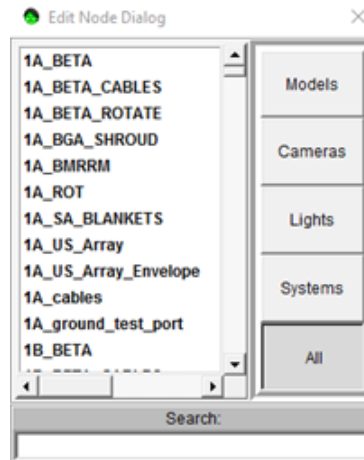 Edit Node Dialog
1A_BETA
1A_BETA_CABLES
1A_BETA_ROTATE
1A_BGA_SHROUD
1A_BMRRM
1A_ROT
1A_SA_BLANKETS
1A_US_Array
1A_US_Array_Envelope
1A_cables
1A_ground_test_port
1B_BETA
Models
Cameras
Lights
Systems
All
Search: